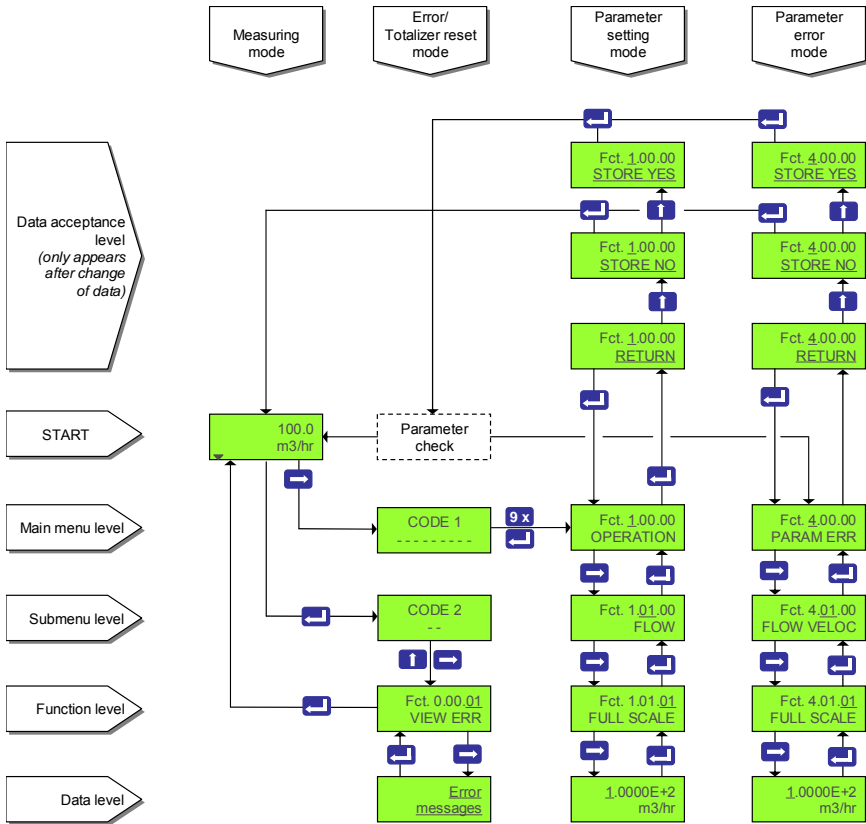 Measuring
mode
Error/
Totalizer reset
mode
Parameter
setting
mode
Parameter
error
mode
Data acceptance
level
(only appears
after change
of data)
Fct. 1.00.00
STORE YES
Fct. 4.00.00
STORE YES
Fct. 1.00.00
STORE NO
Fct. 4.00.00
STORE NO
Fct. 1.00.00
RETURN
Fct. 4.00.00
RETURN
START
100.0
m3/hr
Parameter
check
Main menu level
CODE 1
- - - - - - - - -
9 x
Fct. 1.00.00
OPERATION
Fct. 4.00.00
PARAM ERR
Submenu level
CODE 2
- -
Fct. 1.01.00
FLOW
Fct. 4.01.00
FLOW VELOC
Function level
Fct. 0.00.01
VIEW ERR
Fct. 1.01.01
FULL SCALE
Fct. 4.01.01
FULL SCALE
Data level
Error
messages
1.0000E+2
m3/hr
1.0000E+2
m3/hr